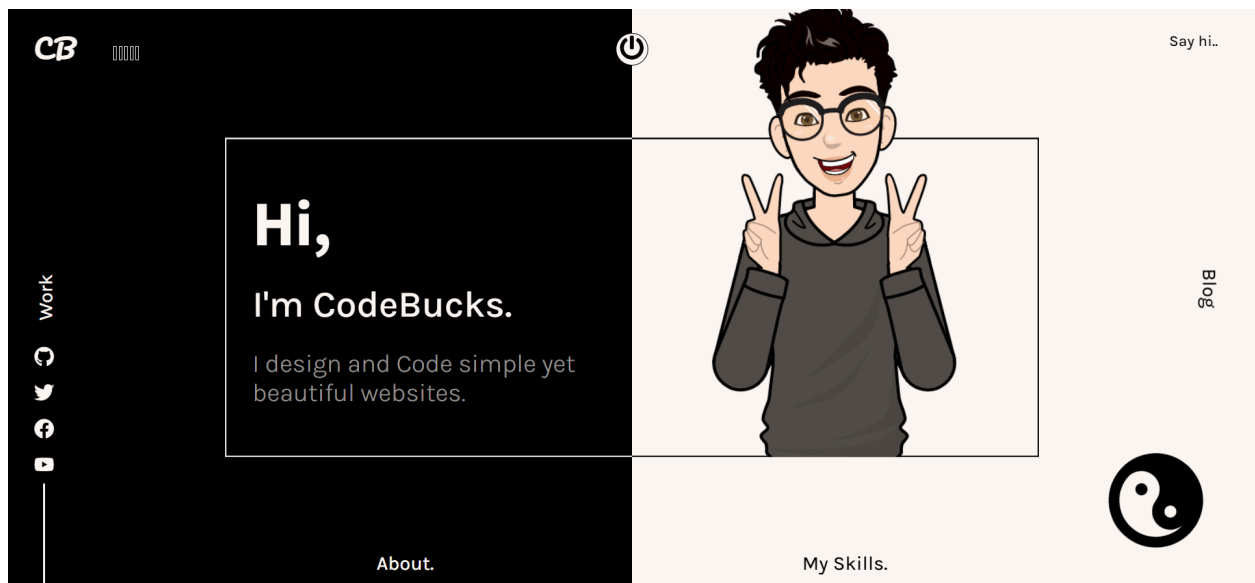 CB
Say hi..
Hi,
I'm CodeBucks.
I design and Code simple yet
beautiful websites.
Work
Blog
About.
My Skills.